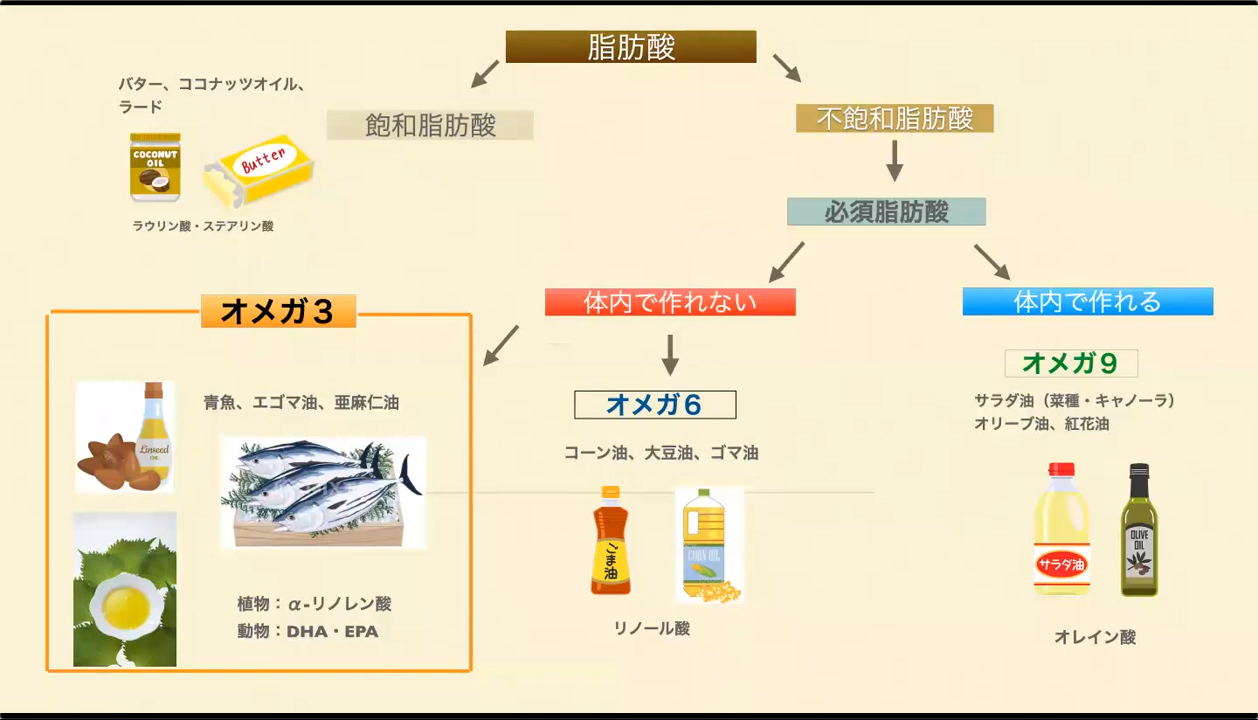 脂肪酸
バター、ココナッツオイル、
ラード
飽和脂肪酸
不飽和脂肪酸
COCONUT
OIL
Butter
ラウリン酸・ステアリン酸
必須脂肪酸
オメガ3
体内で作れない
体内で作れる
オメガ9
オメガ6
サラダ油（菜種・キャノーラ）
オリーブ油、紅花油
青魚、エゴマ油、亜麻仁油
コーン油、大豆油、ゴマ油
Linseed
OIL
ごま油
CORN OIL
サラダ油
OLIVE
OIL
植物：α-リノレン酸
動物：DHA・EPA
リノール酸
オレイン酸